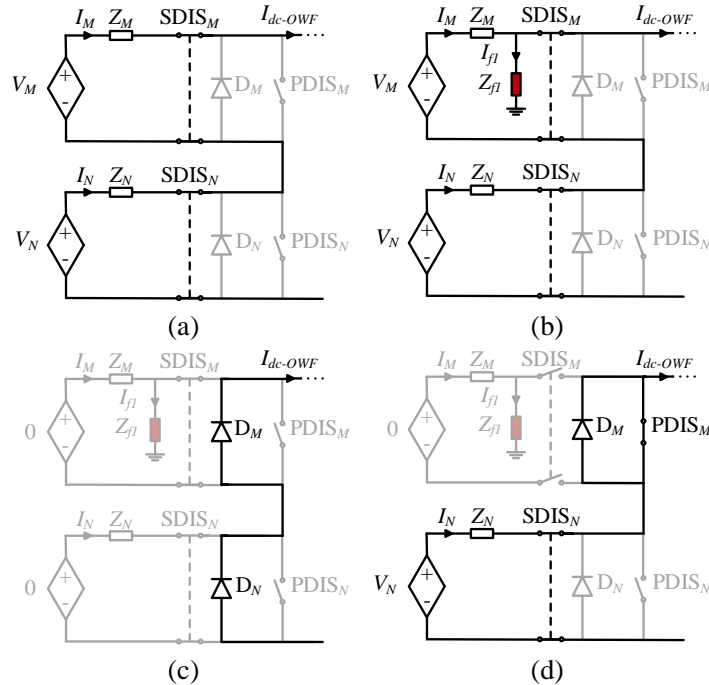 I_M Z_M SDIS_M I_dc-OWF
V_M + - D_M PDIS_M
I_N Z_N SDIS_N
V_N + - D_N PDIS_N
(a)
I_M Z_M SDIS_M I_dc-OWF
I_f1
V_M + - Z_f1 D_M PDIS_M
I_N Z_N SDIS_N
V_N + - D_N PDIS_N
(b)
I_M Z_M SDIS_M I_dc-OWF
I_f1
0 + - Z_f1 D_M PDIS_M
I_N Z_N SDIS_N
0 + - D_N PDIS_N
(c)
I_M Z_M SDIS_M I_dc-OWF
I_f1
0 + - Z_f1 D_M PDIS_M
I_N Z_N SDIS_N
V_N + - D_N PDIS_N
(d)